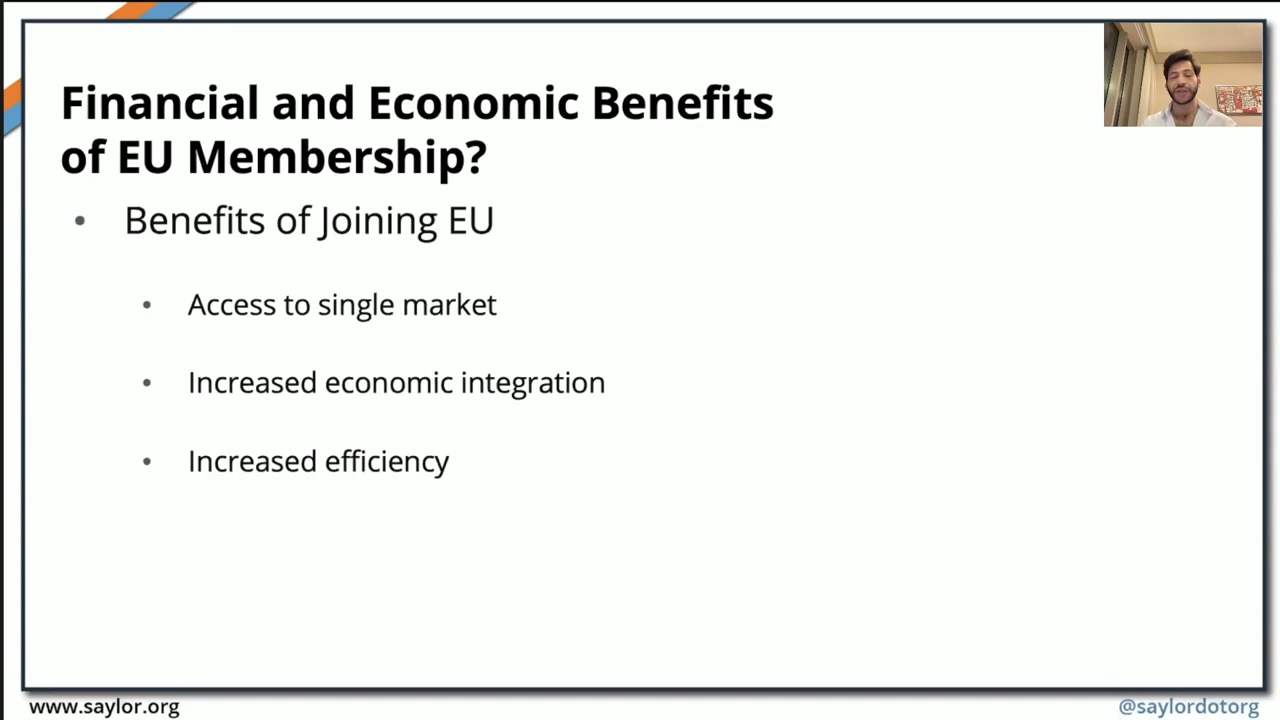 Financial and Economic Benefits
of EU Membership?
• Benefits of Joining EU
• Access to single market
• Increased economic integration
• Increased efficiency
www.saylor.org
@saylordotorg